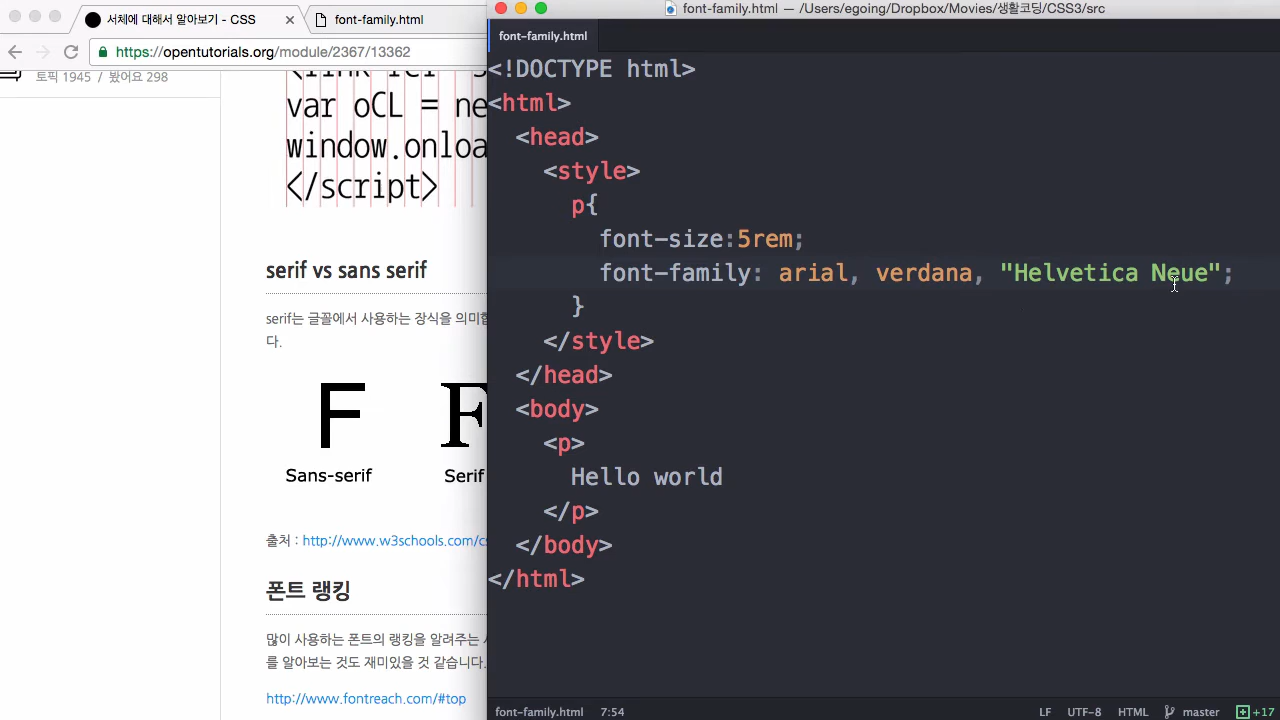 서체에 대해서 알아보기 - CSS
font-family.html
https://opentutorials.org/module/2367/13362
토픽 1945 / 봤어요 298
var oCL = ne
window.onloa
</script>
serif vs sans serif
serif는 글꼴에서 사용하는 장식을 의미합
다.
F F
Sans-serif Serif
출처 : http://www.w3schools.com/cs
폰트 랭킹
많이 사용하는 폰트의 랭킹을 알려주는
를 알아보는 것도 재미있을 것 같습니다.
http://www.fontreach.com/#top
font-family.html — /Users/egoing/Dropbox/Movies/생활코딩/CSS3/src
font-family.html
<!DOCTYPE html>
<html>
<head>
<style>
p{
font-size:5rem;
font-family: arial, verdana, "Helvetica Neue";
}
</style>
</head>
<body>
<p>
Hello world
</p>
</body>
</html>
font-family.html 7:54 LF UTF-8 HTML master +17